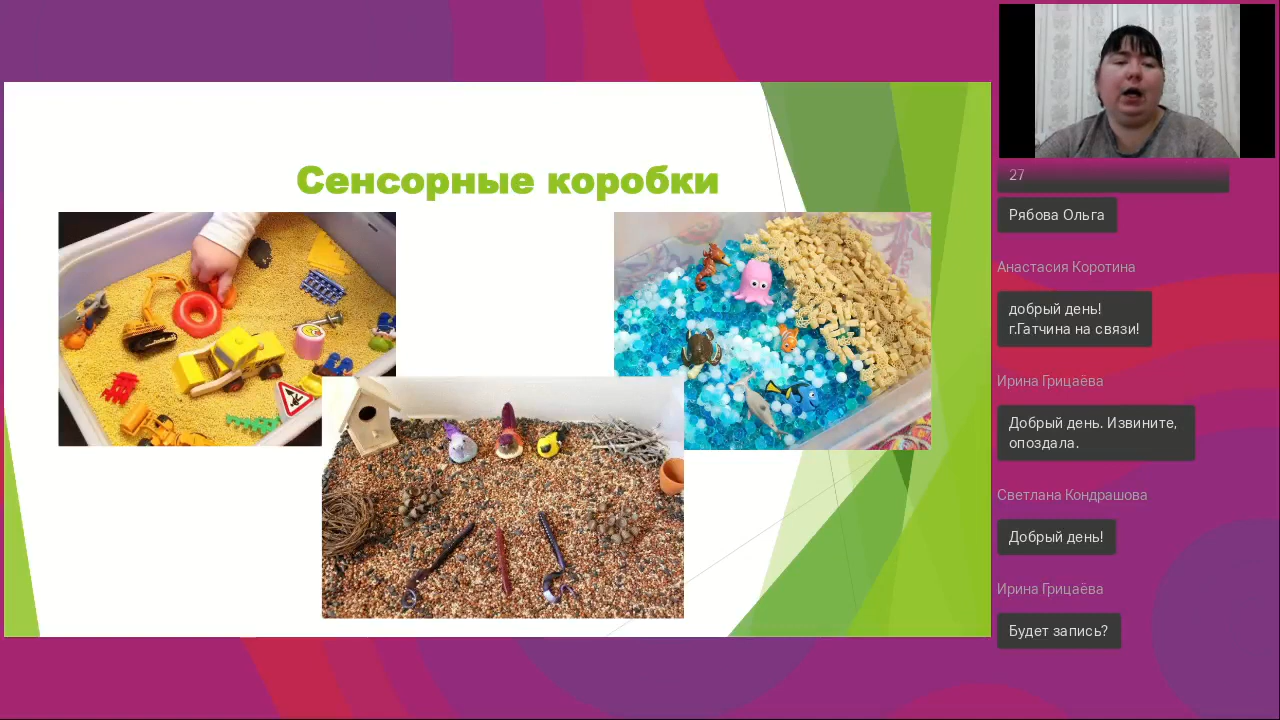 Сенсорные коробки
27
Рябова Ольга
Анастасия Коротина
добрый день!
г.Гатчина на связи!
Ирина Грицаёва
Добрый день. Извините,
опоздала.
Светлана Кондрашова
Добрый день!
Ирина Грицаёва
Будет запись?